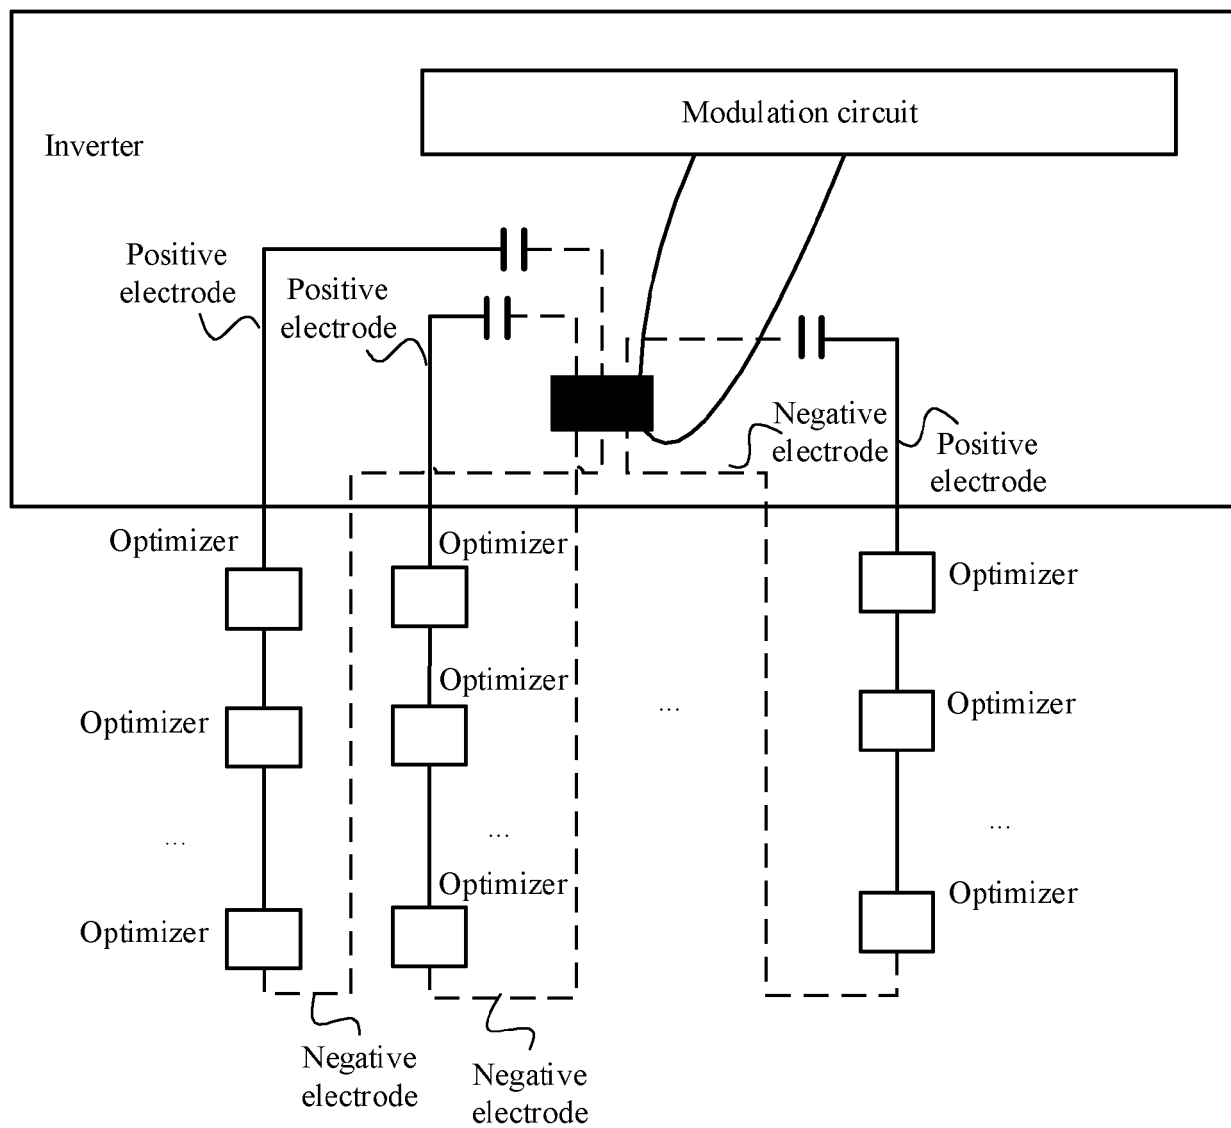 Modulation circuit
Inverter
Positive
electrode
Positive
electrode
Negative
electrode
Positive
electrode
Optimizer
Optimizer
Optimizer
Optimizer
Optimizer
Optimizer
...
...
...
...
Optimizer
Optimizer
Optimizer
Negative
electrode
Negative
electrode